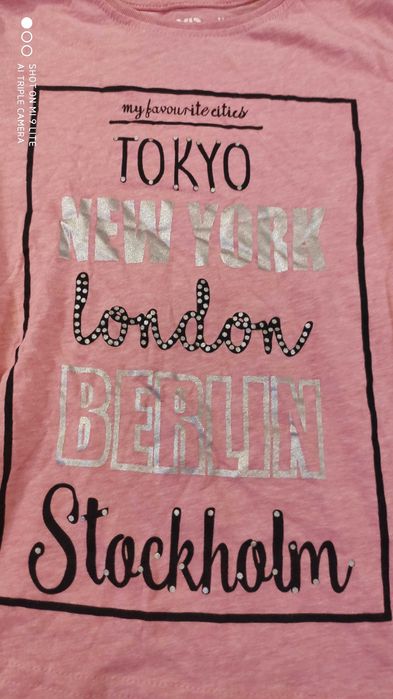 SHOT ON MI 9 LITE
AI TRIPLE CAMERA
my favourite cities
TOKYO
NEW YORK
london
BERLIN
Stockholm